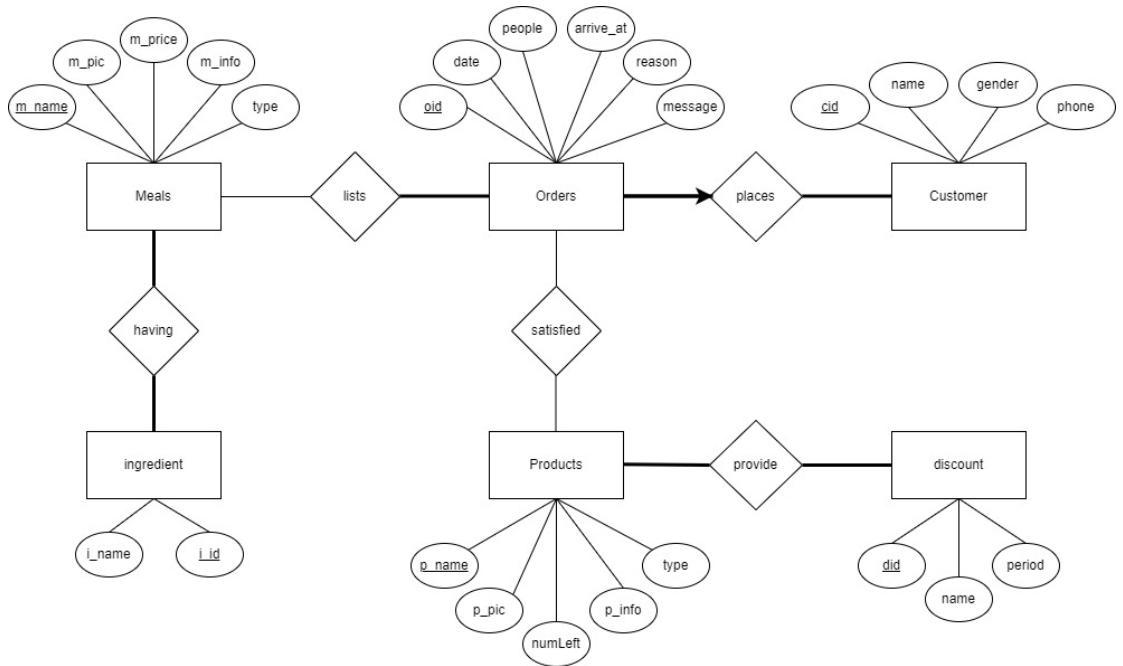 m_name
m_pic
m_price
m_info
type
oid
date
people
arrive_at
reason
message
cid
name
gender
phone
Meals
lists
Orders
places
Customer
having
satisfied
ingredient
Products
provide
discount
i_name
i_id
p_name
p_pic
numLeft
p_info
type
did
name
period